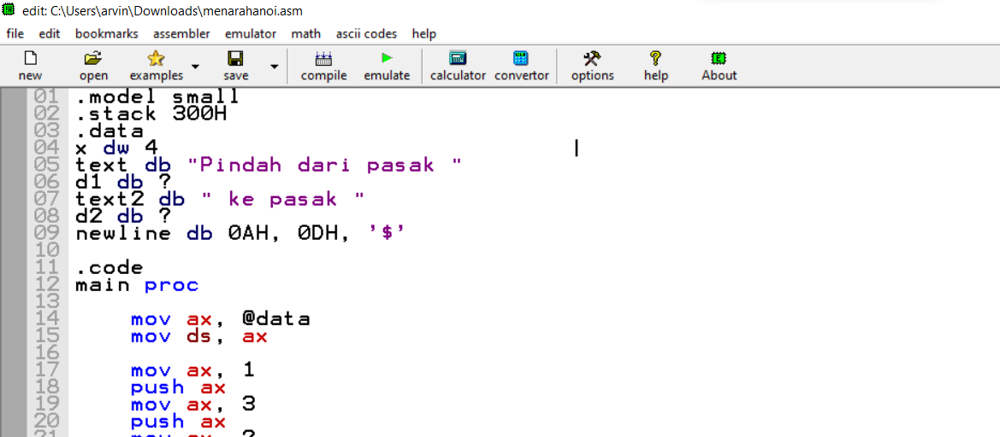 edit: C:\Users\arvin\Downloads\menarahanoi.asm
file edit bookmarks assembler emulator math ascii codes help
new open examples save compile emulate calculator convertor options help About
01 .model small
02 .stack 300H
03 .data
04 x dw 4
05 text db "Pindah dari pasak "
06 d1 db ?
07 text2 db " ke pasak "
08 d2 db ?
09 newline db 0AH, 0DH, '$'
10
11 .code
12 main proc
13
14 mov ax, @data
15 mov ds, ax
16
17 mov ax, 1
18 push ax
19 mov ax, 3
20 push ax
21 mov ax, 2